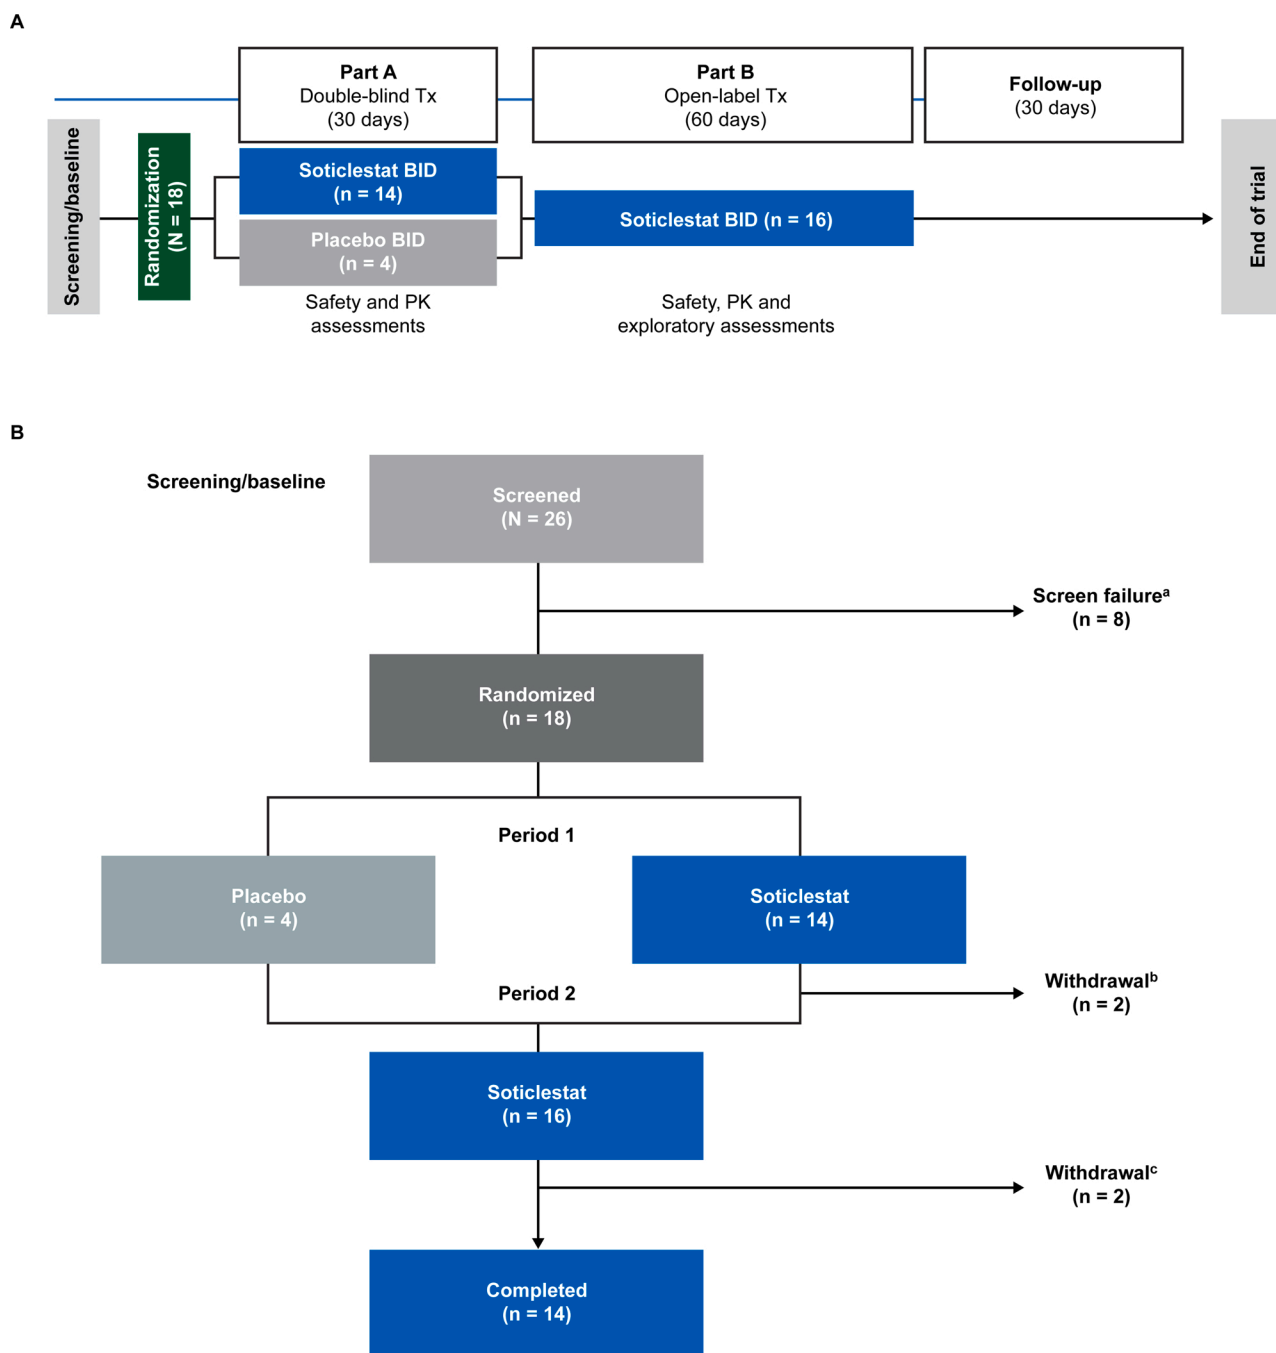 A
Part A
Double-blind Tx
(30 days)
Part B
Open-label Tx
(60 days)
Follow-up
(30 days)
Screening/baseline
Randomization
(N = 18)
Soticlestat BID
(n = 14)
Placebo BID
(n = 4)
Soticlestat BID (n = 16)
End of trial
Safety and PK
assessments
Safety, PK and
exploratory assessments
B
Screening/baseline
Screened
(N = 26)
Screen failureᵃ
(n = 8)
Randomized
(n = 18)
Period 1
Placebo
(n = 4)
Soticlestat
(n = 14)
Period 2
Withdrawalᵇ
(n = 2)
Soticlestat
(n = 16)
Withdrawalᶜ
(n = 2)
Completed
(n = 14)